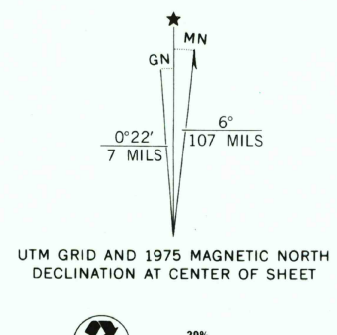 MN
GN
6°
107 MILS
0°22'
7 MILS
UTM GRID AND 1975 MAGNETIC NORTH
DECLINATION AT CENTER OF SHEET
20%